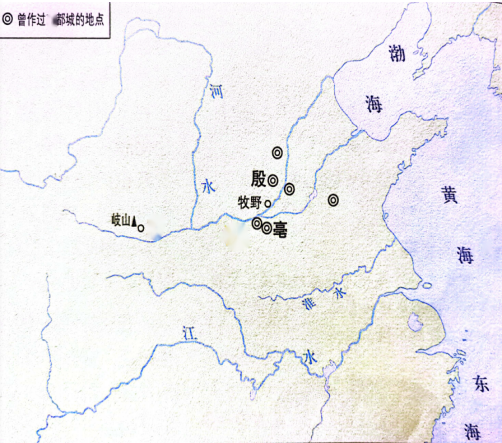 曾作过 都城的地点
渤
海
河
水
殷
牧野
岐山
亳
黄
海
淮 水
江
水
东
海